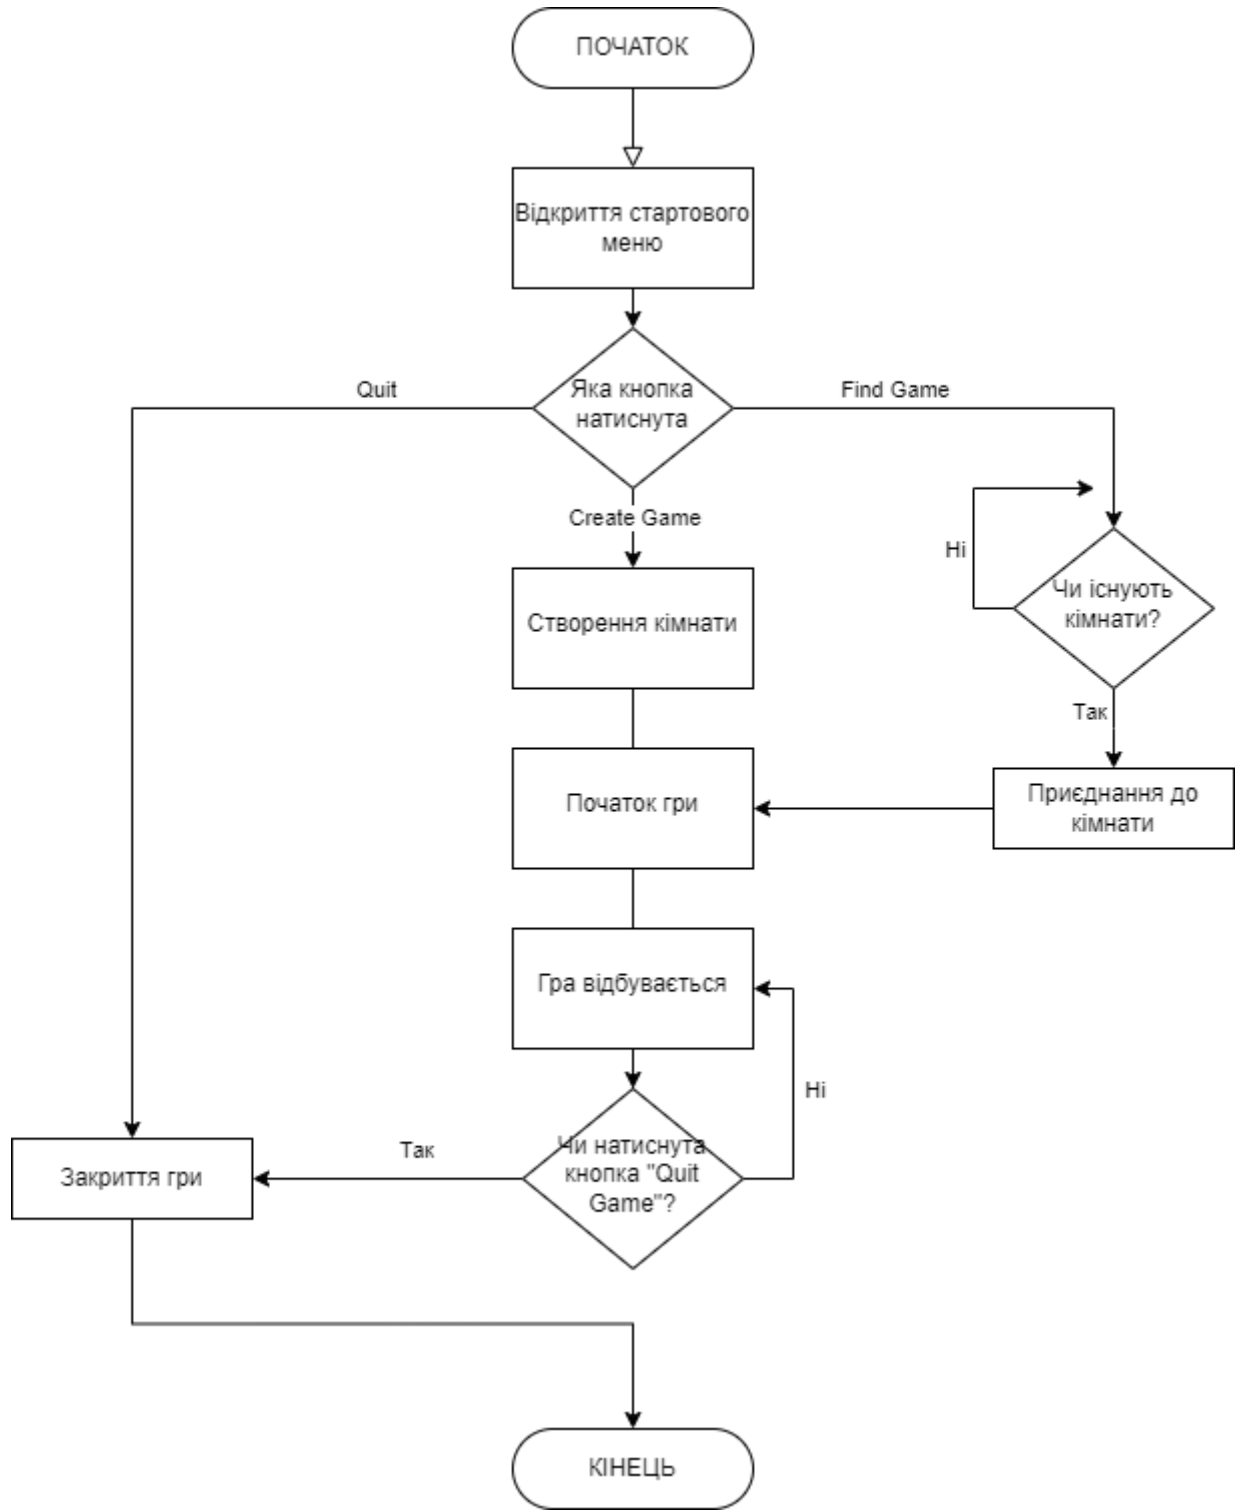 ПОЧАТОК
Відкриття стартового
меню
Яка кнопка
натиснута
Quit
Find Game
Create Game
Ні
Чи існують
кімнати?
Створення кімнати
Так
Приєднання до
кімнати
Початок гри
Гра відбувається
Ні
Чи натиснута
кнопка "Quit
Game"?
Так
Закриття гри
КІНЕЦЬ